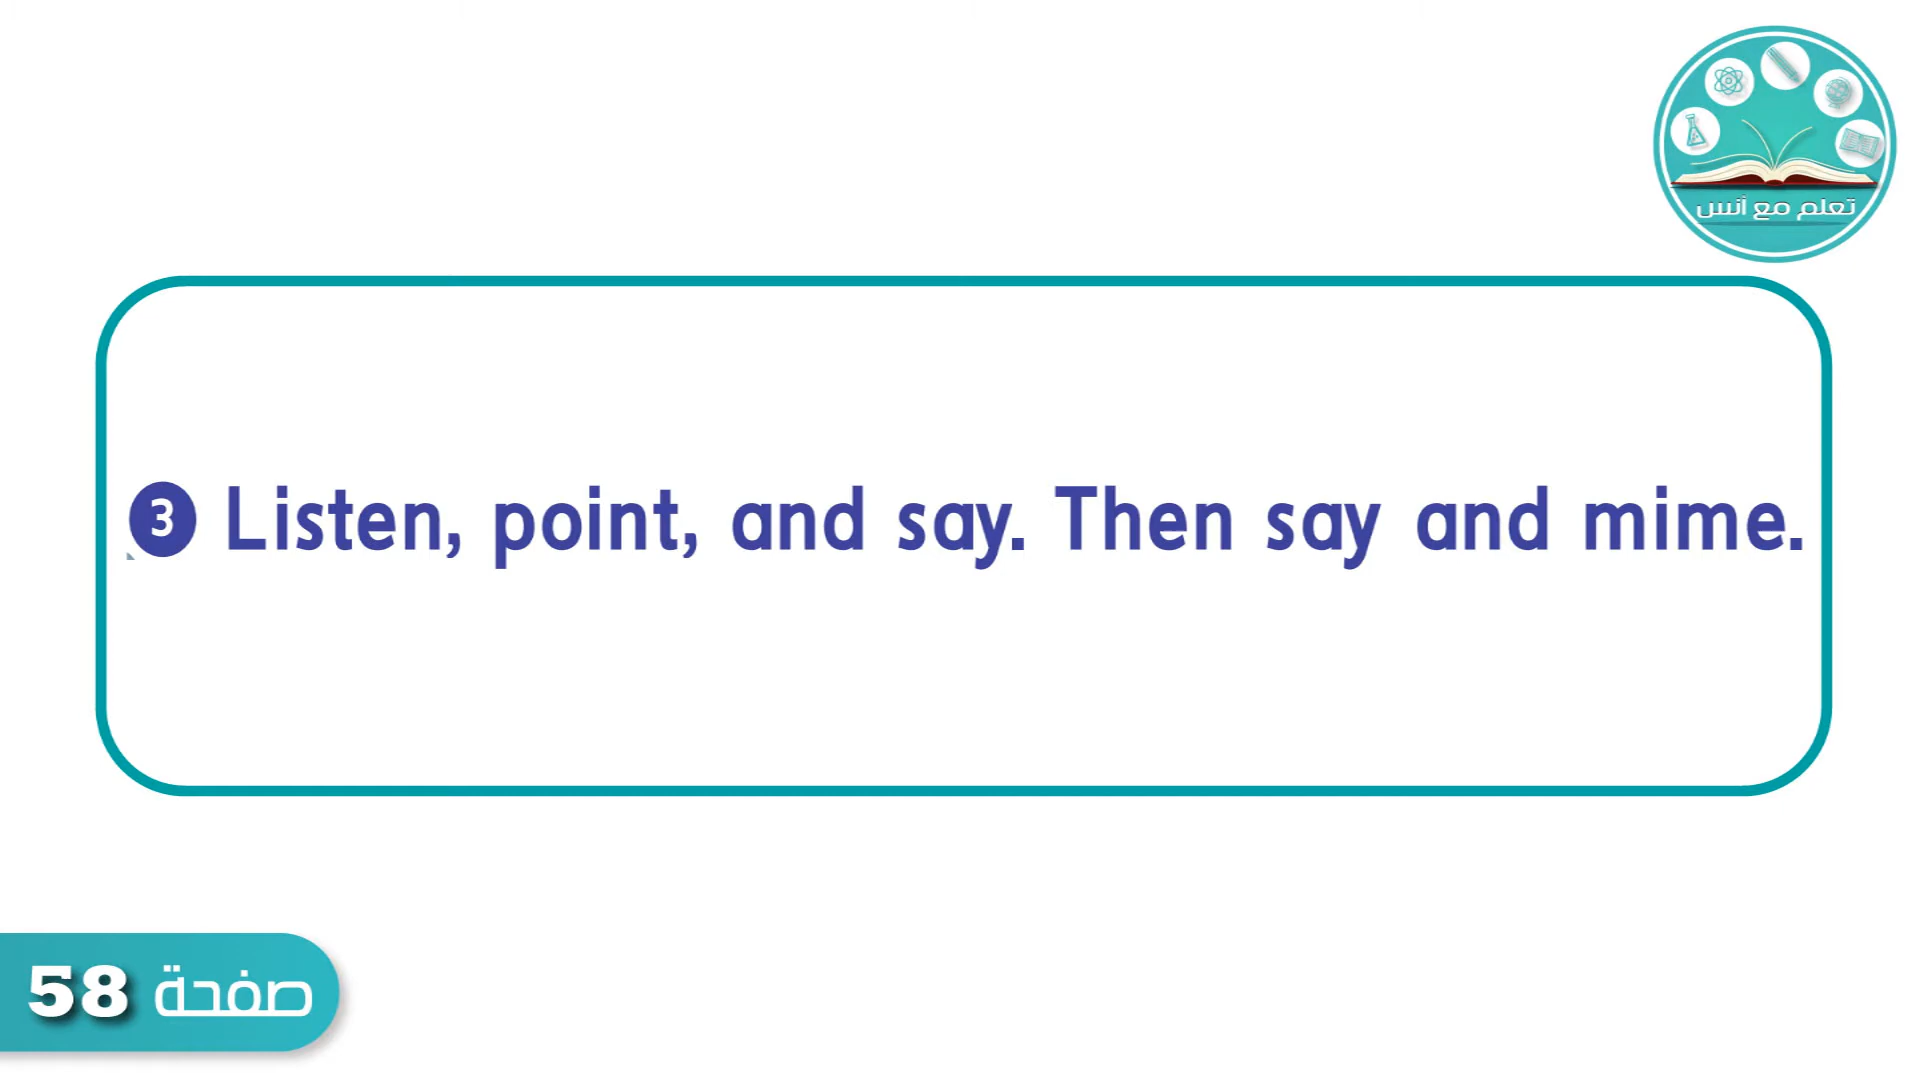 تعلم مع أنس
3 Listen, point, and say. Then say and mime.
صفحة 58